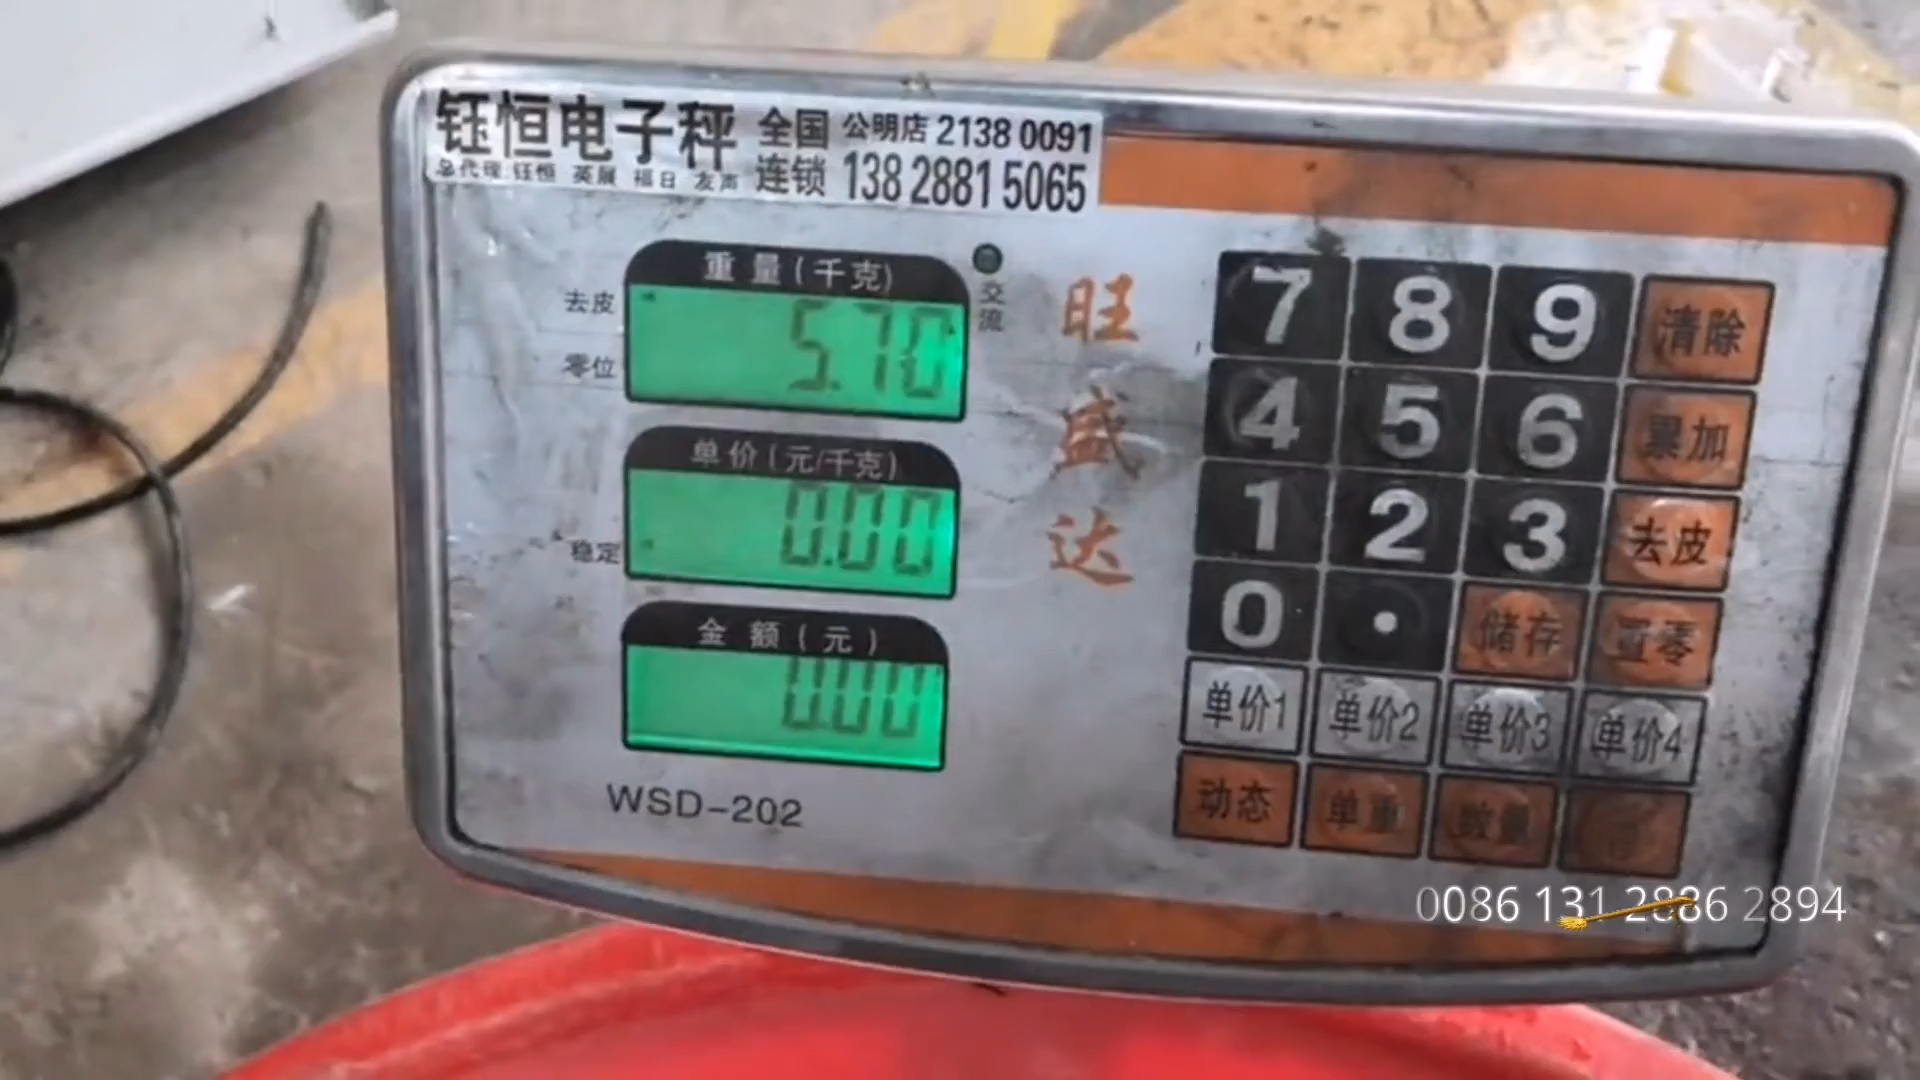 钰恒电子秤 全国 公明店 2138 0091
总代理 钰恒 英展 福日 友声 连锁 138 2881 5065
重量(千克)
交流
去皮
零位
5.70
单价(元/千克)
稳定
0.00
金额(元)
0.00
WSD-202
旺盛达
7 8 9 清除
4 5 6 累加
1 2 3 去皮
0 . 储存 置零
单价1 单价2 单价3 单价4
动态 单重 数量
0086 131 2886 2894